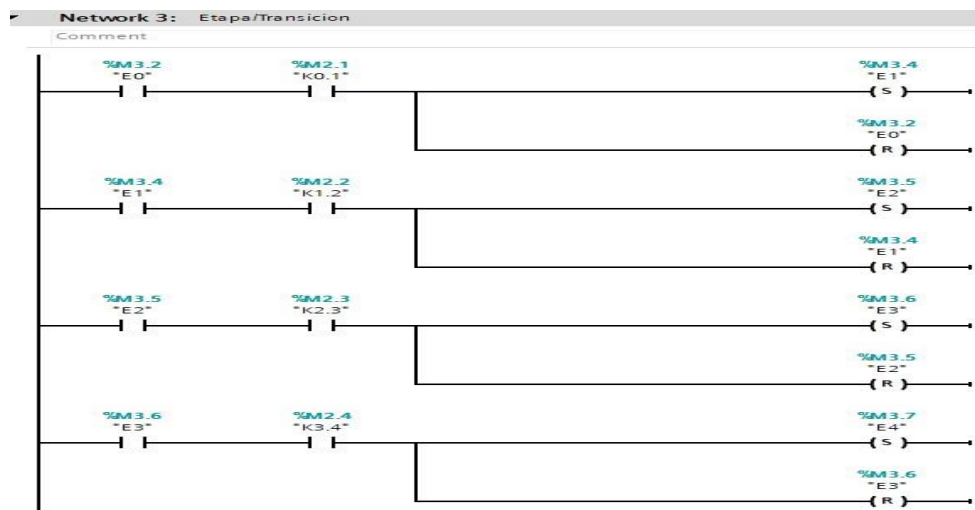 Network 3: Etapa/Transicion
Comment
%M3.2 %M2.1 %M3.4
"E0" "K0.1" "E1"
( S )
%M3.2
"E0"
( R )
%M3.4 %M2.2 %M3.5
"E1" "K1.2" "E2"
( S )
%M3.4
"E1"
( R )
%M3.5 %M2.3 %M3.6
"E2" "K2.3" "E3"
( S )
%M3.5
"E2"
( R )
%M3.6 %M2.4 %M3.7
"E3" "K3.4" "E4"
( S )
%M3.6
"E3"
( R )